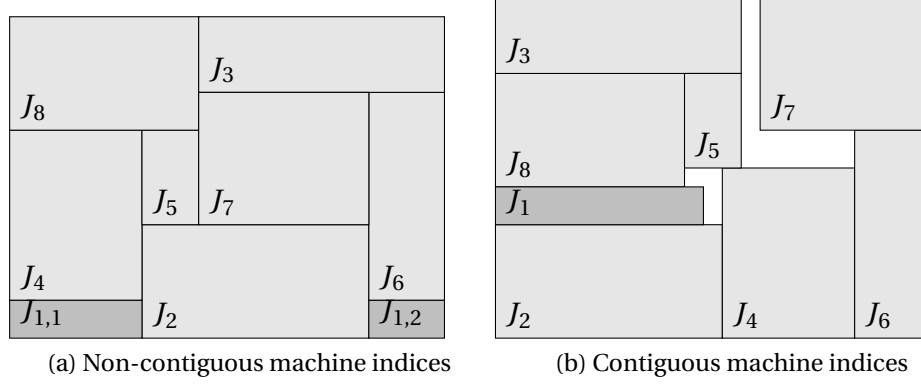 J3
J8
J5
J7
J4
J6
J1,1
J2
J1,2
(a) Non-contiguous machine indices
J3
J7
J5
J8
J1
J2
J4
J6
(b) Contiguous machine indices